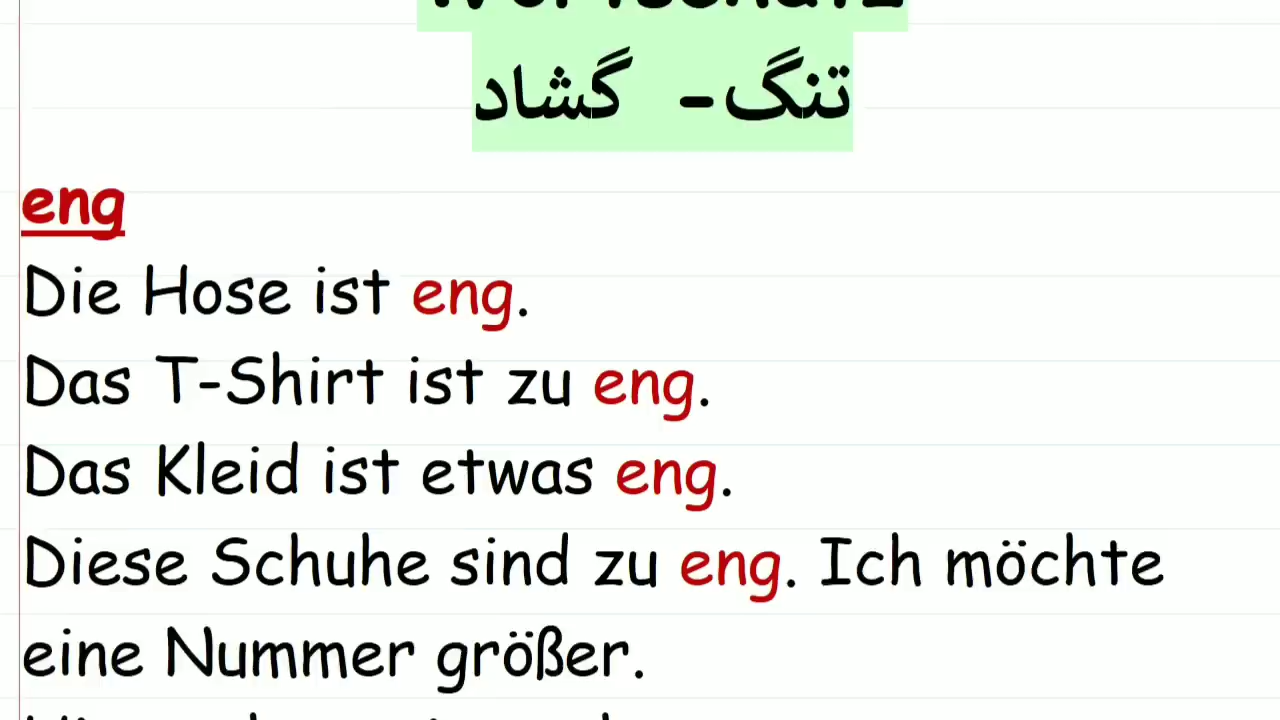 تنگ - گشاد
eng
Die Hose ist eng.
Das T-Shirt ist zu eng.
Das Kleid ist etwas eng.
Diese Schuhe sind zu eng. Ich möchte
eine Nummer größer.